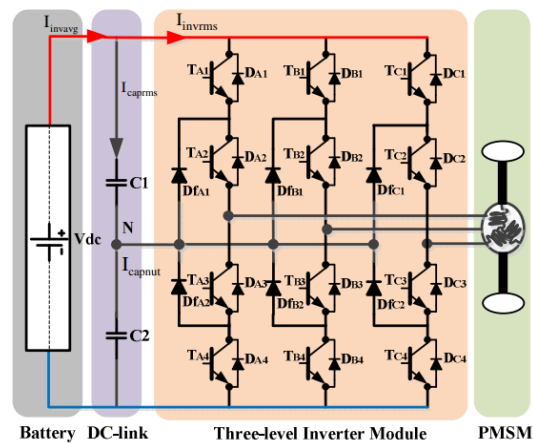 Iinvavg
Iinvrms
TA1 DA1 TB1 DB1 TC1 DC1
Icaprms
TA2 DA2 TB2 DB2 TC2 DC2
C1 DfA1 DfB1 DfC1
N
Vdc
Icapnut
TA3 DA3 TB3 DB3 TC3 DC3
DfA2 DfB2 DfC2
C2
TA4 DA4 TB4 DB4 TC4 DC4
Battery DC-link Three-level Inverter Module PMSM